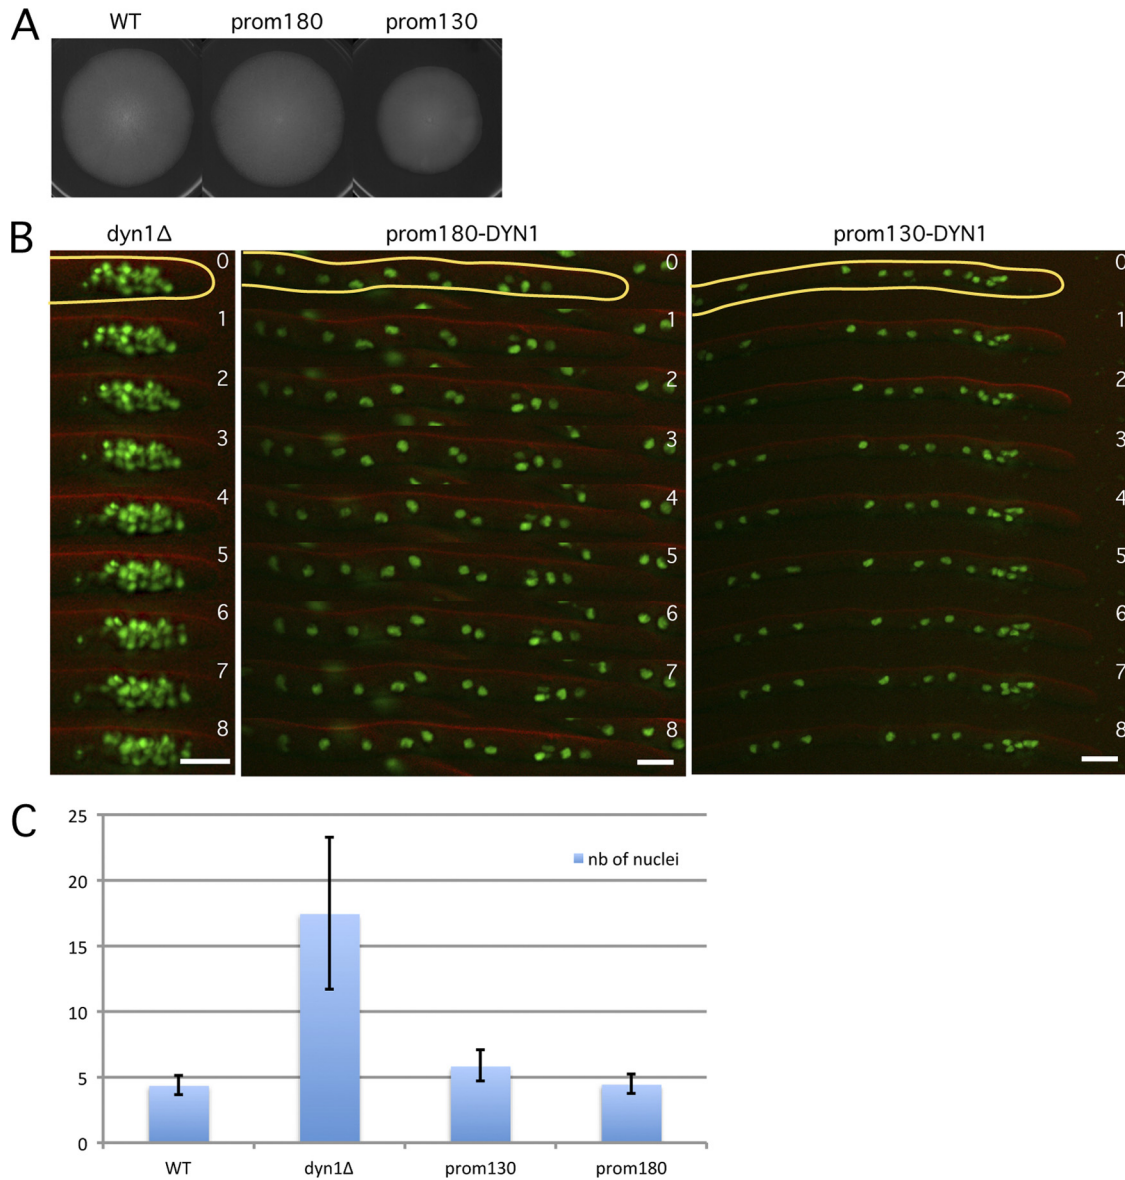 A
WT prom180 prom130
B
dyn1Δ prom180-DYN1 prom130-DYN1
0 0 0
1 1 1
2 2 2
3 3 3
4 4 4
5 5 5
6 6 6
7 7 7
8 8 8
C
25
20
15
10
5
0
nb of nuclei
WT dyn1Δ prom130 prom180